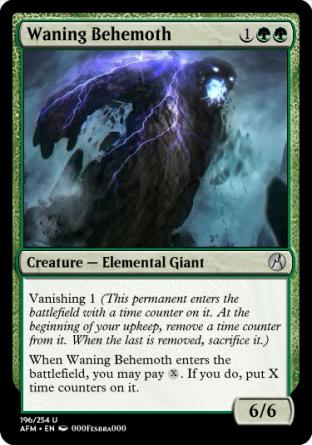 Waning Behemoth 1
Creature — Elemental Giant
Vanishing 1 (This permanent enters the
battlefield with a time counter on it. At the
beginning of your upkeep, remove a time counter
from it. When the last is removed, sacrifice it.)
When Waning Behemoth enters the
battlefield, you may pay X. If you do, put X
time counters on it.
196/254 U
AFM • EN 000FESBRA000
6/6